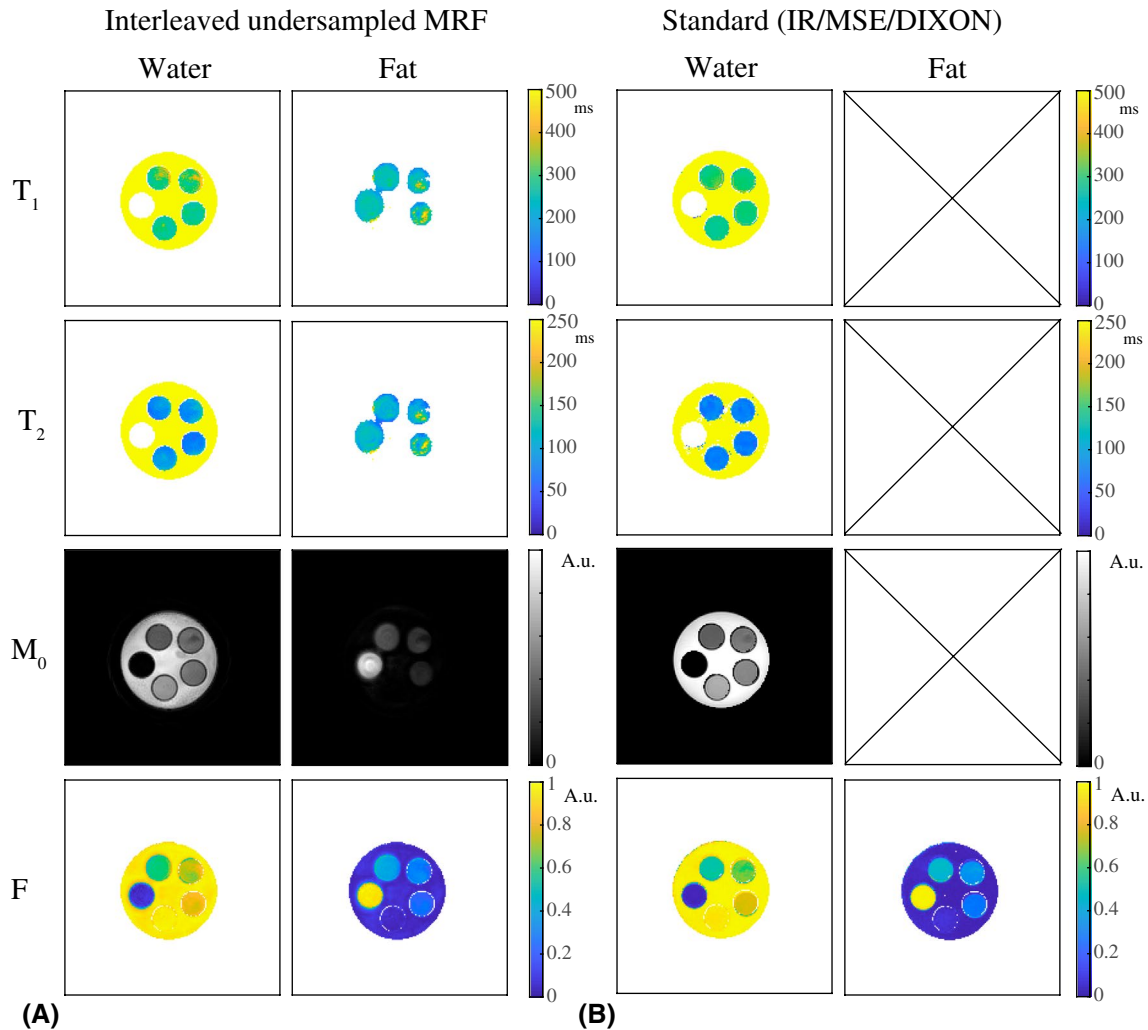 Interleaved undersampled MRF
Standard (IR/MSE/DIXON)
Water
Fat
Water
Fat
T1
500
ms
400
300
200
100
0
500
ms
400
300
200
100
0
T2
250
ms
200
150
100
50
0
250
ms
200
150
100
50
0
M0
A.u.
0
A.u.
0
F
1
A.u.
0.8
0.6
0.4
0.2
0
1
A.u.
0.8
0.6
0.4
0.2
0
(A)
(B)